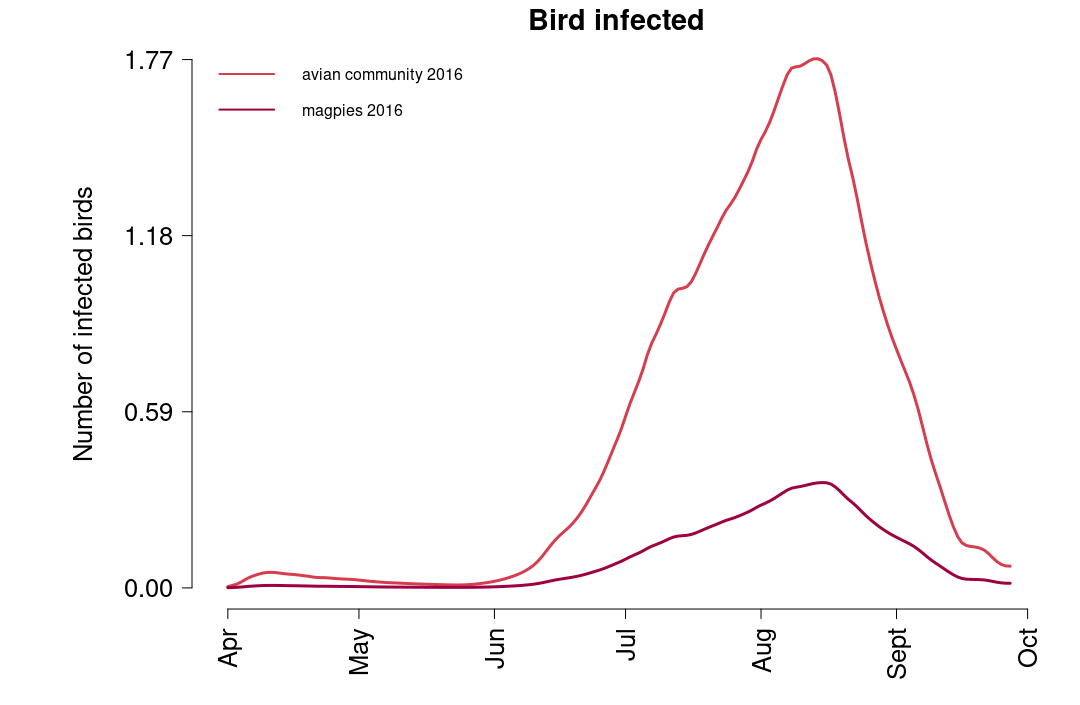 Bird infected
avian community 2016
magpies 2016
Number of infected birds
1.77
1.18
0.59
0.00
Apr
May
Jun
Jul
Aug
Sept
Oct